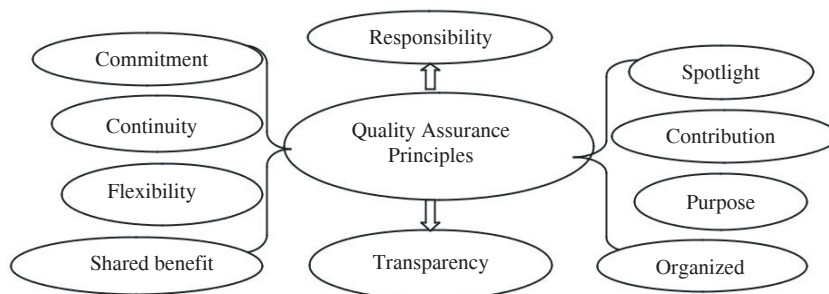 Responsibility
Commitment
Spotlight
Continuity
Quality Assurance
Principles
Contribution
Flexibility
Purpose
Shared benefit
Transparency
Organized